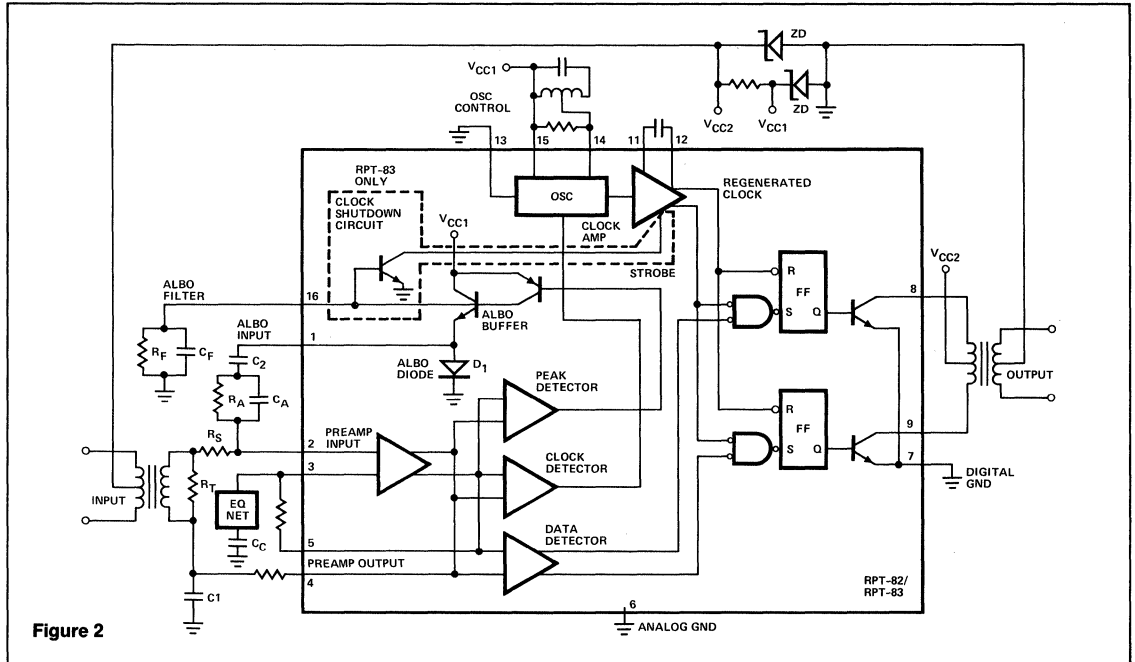 ZD
V_CC1
OSC CONTROL
ZD
V_CC2
V_CC1
13
15
14
11
12
RPT-83 ONLY
CLOCK SHUTDOWN CIRCUIT
OSC
REGENERATED CLOCK
CLOCK AMP
V_CC1
STROBE
V_CC2
ALBO FILTER
16
ALBO BUFFER
R
FF
S
Q
8
ALBO INPUT
1
R_F
C_F
C_2
ALBO DIODE
D_1
R_A
C_A
PEAK DETECTOR
OUTPUT
R_S
2
PREAMP INPUT
3
R
FF
S
Q
9
7
CLOCK DETECTOR
DIGITAL GND
INPUT
R_T
EQ NET
C_C
5
DATA DETECTOR
PREAMP OUTPUT
4
RPT-82/
RPT-83
C1
6
ANALOG GND
Figure 2